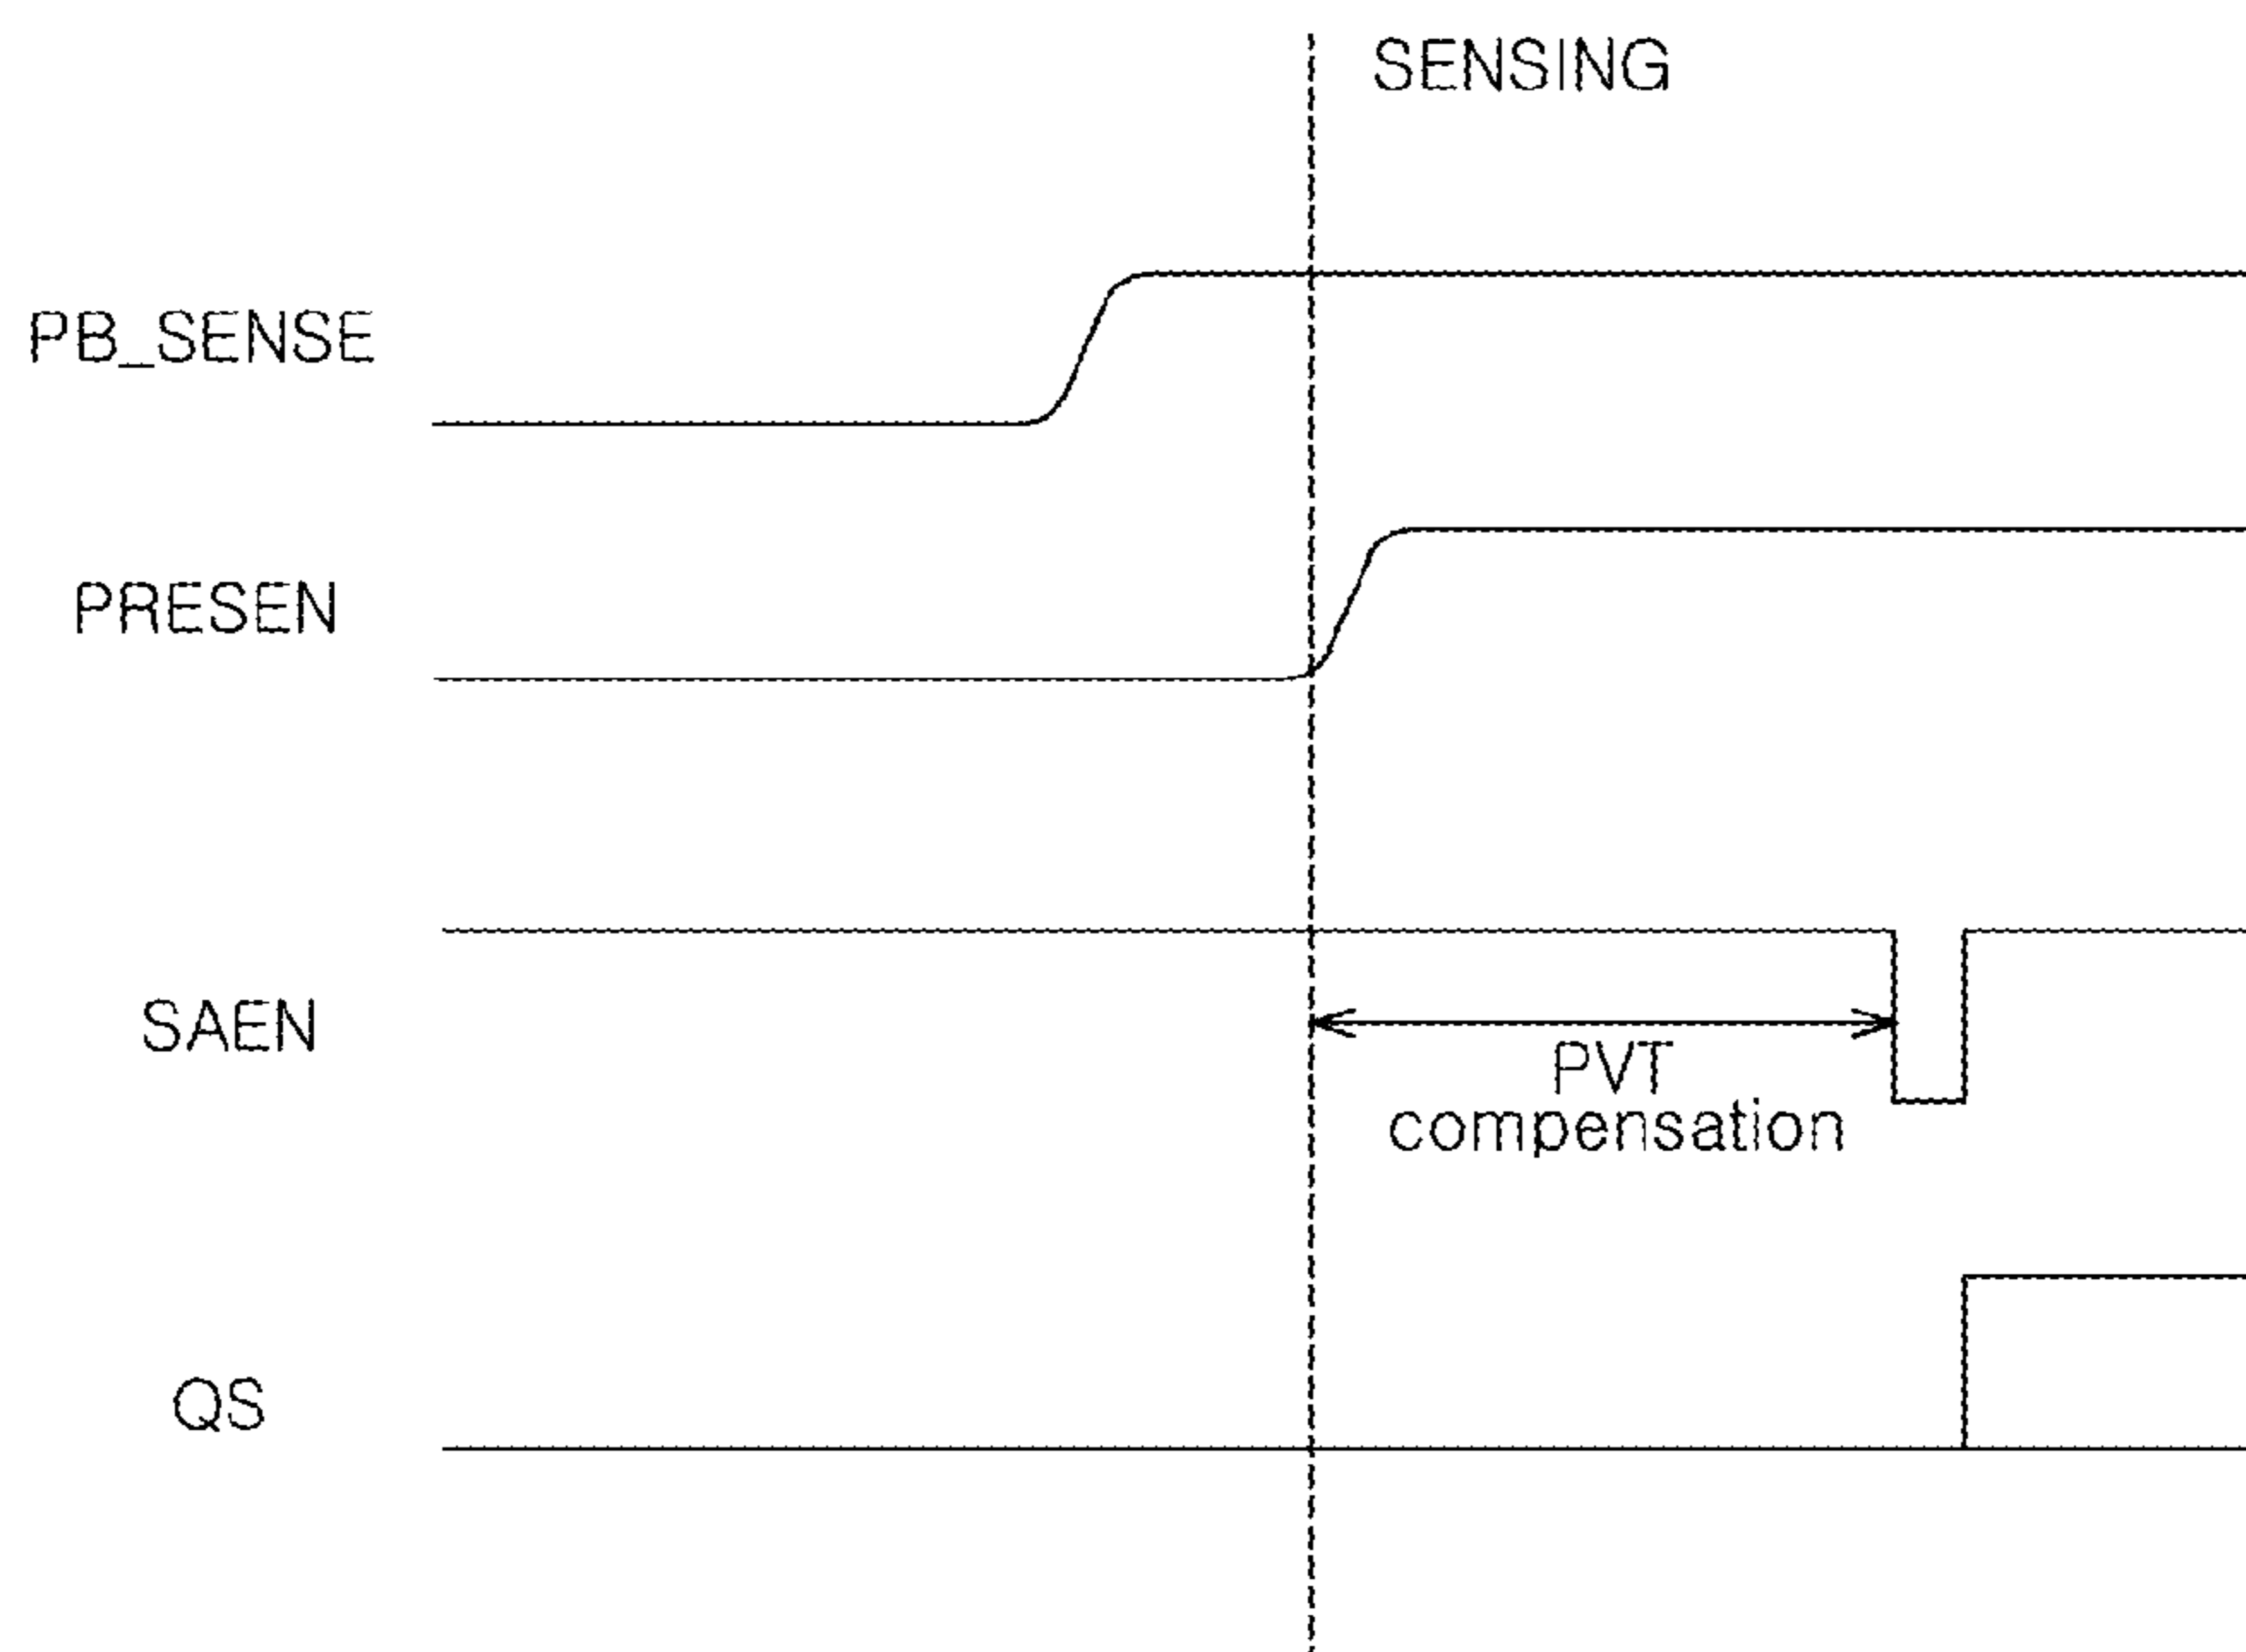 SENSING
PB_SENSE
PRESEN
SAEN
PVT
compensation
QS